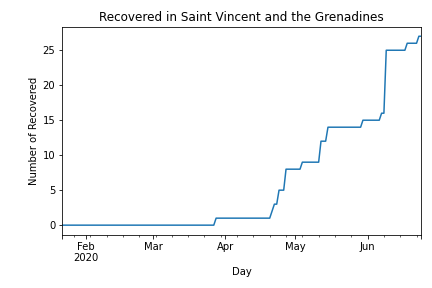 Recovered in Saint Vincent and the Grenadines
Number of Recovered
25
20
15
10
5
0
Feb
2020
Mar
Apr
May
Jun
Day